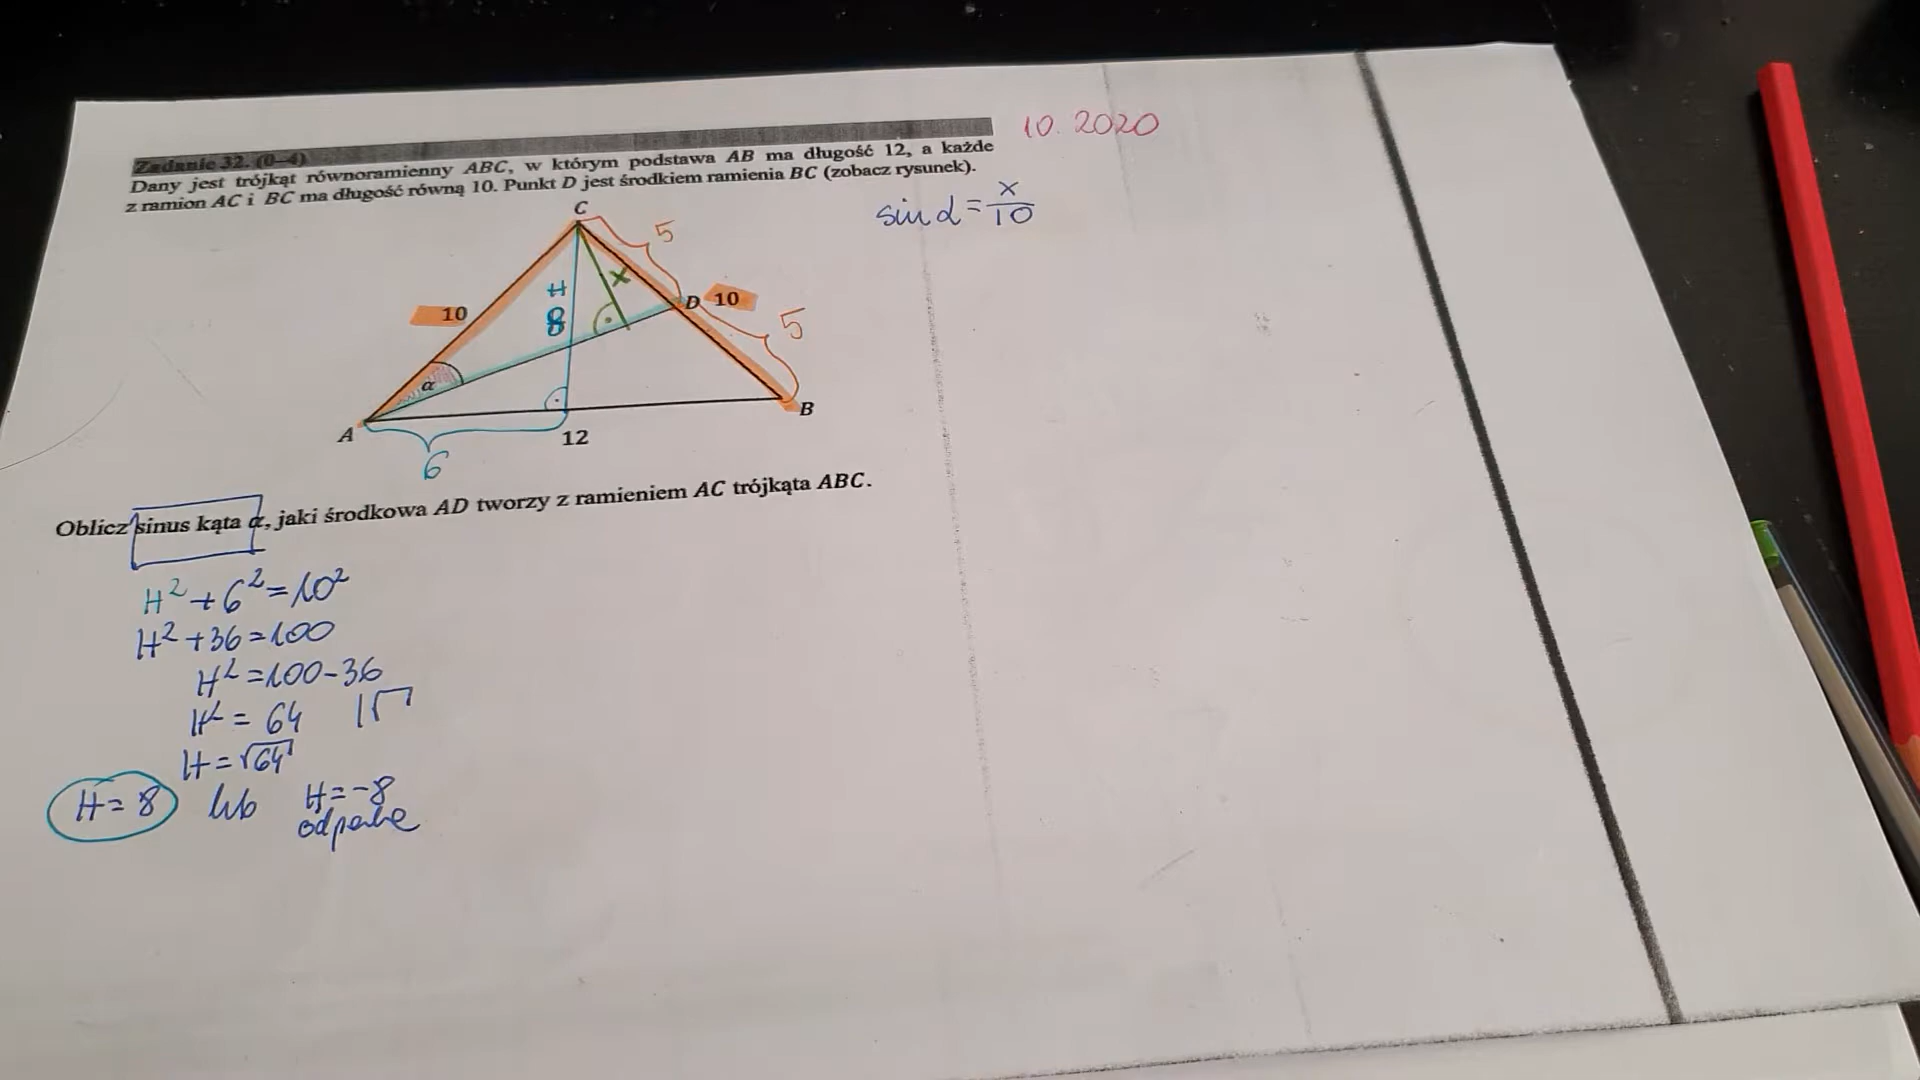 10. 2020
Zadanie 32. (0–4)
Dany jest trójkąt równoramienny ABC, w którym podstawa AB ma długość 12, a każde
z ramion AC i BC ma długość równą 10. Punkt D jest środkiem ramienia BC (zobacz rysunek).
sin α = x/10
C
5
10
H
8
x
D 10
5
α
A
B
12
6
Oblicz sinus kąta α, jaki środkowa AD tworzy z ramieniem AC trójkąta ABC.
H² + 6² = 10²
H² + 36 = 100
H² = 100 - 36
H² = 64 |√
H = √64
H = 8 lub H = -8
odpada